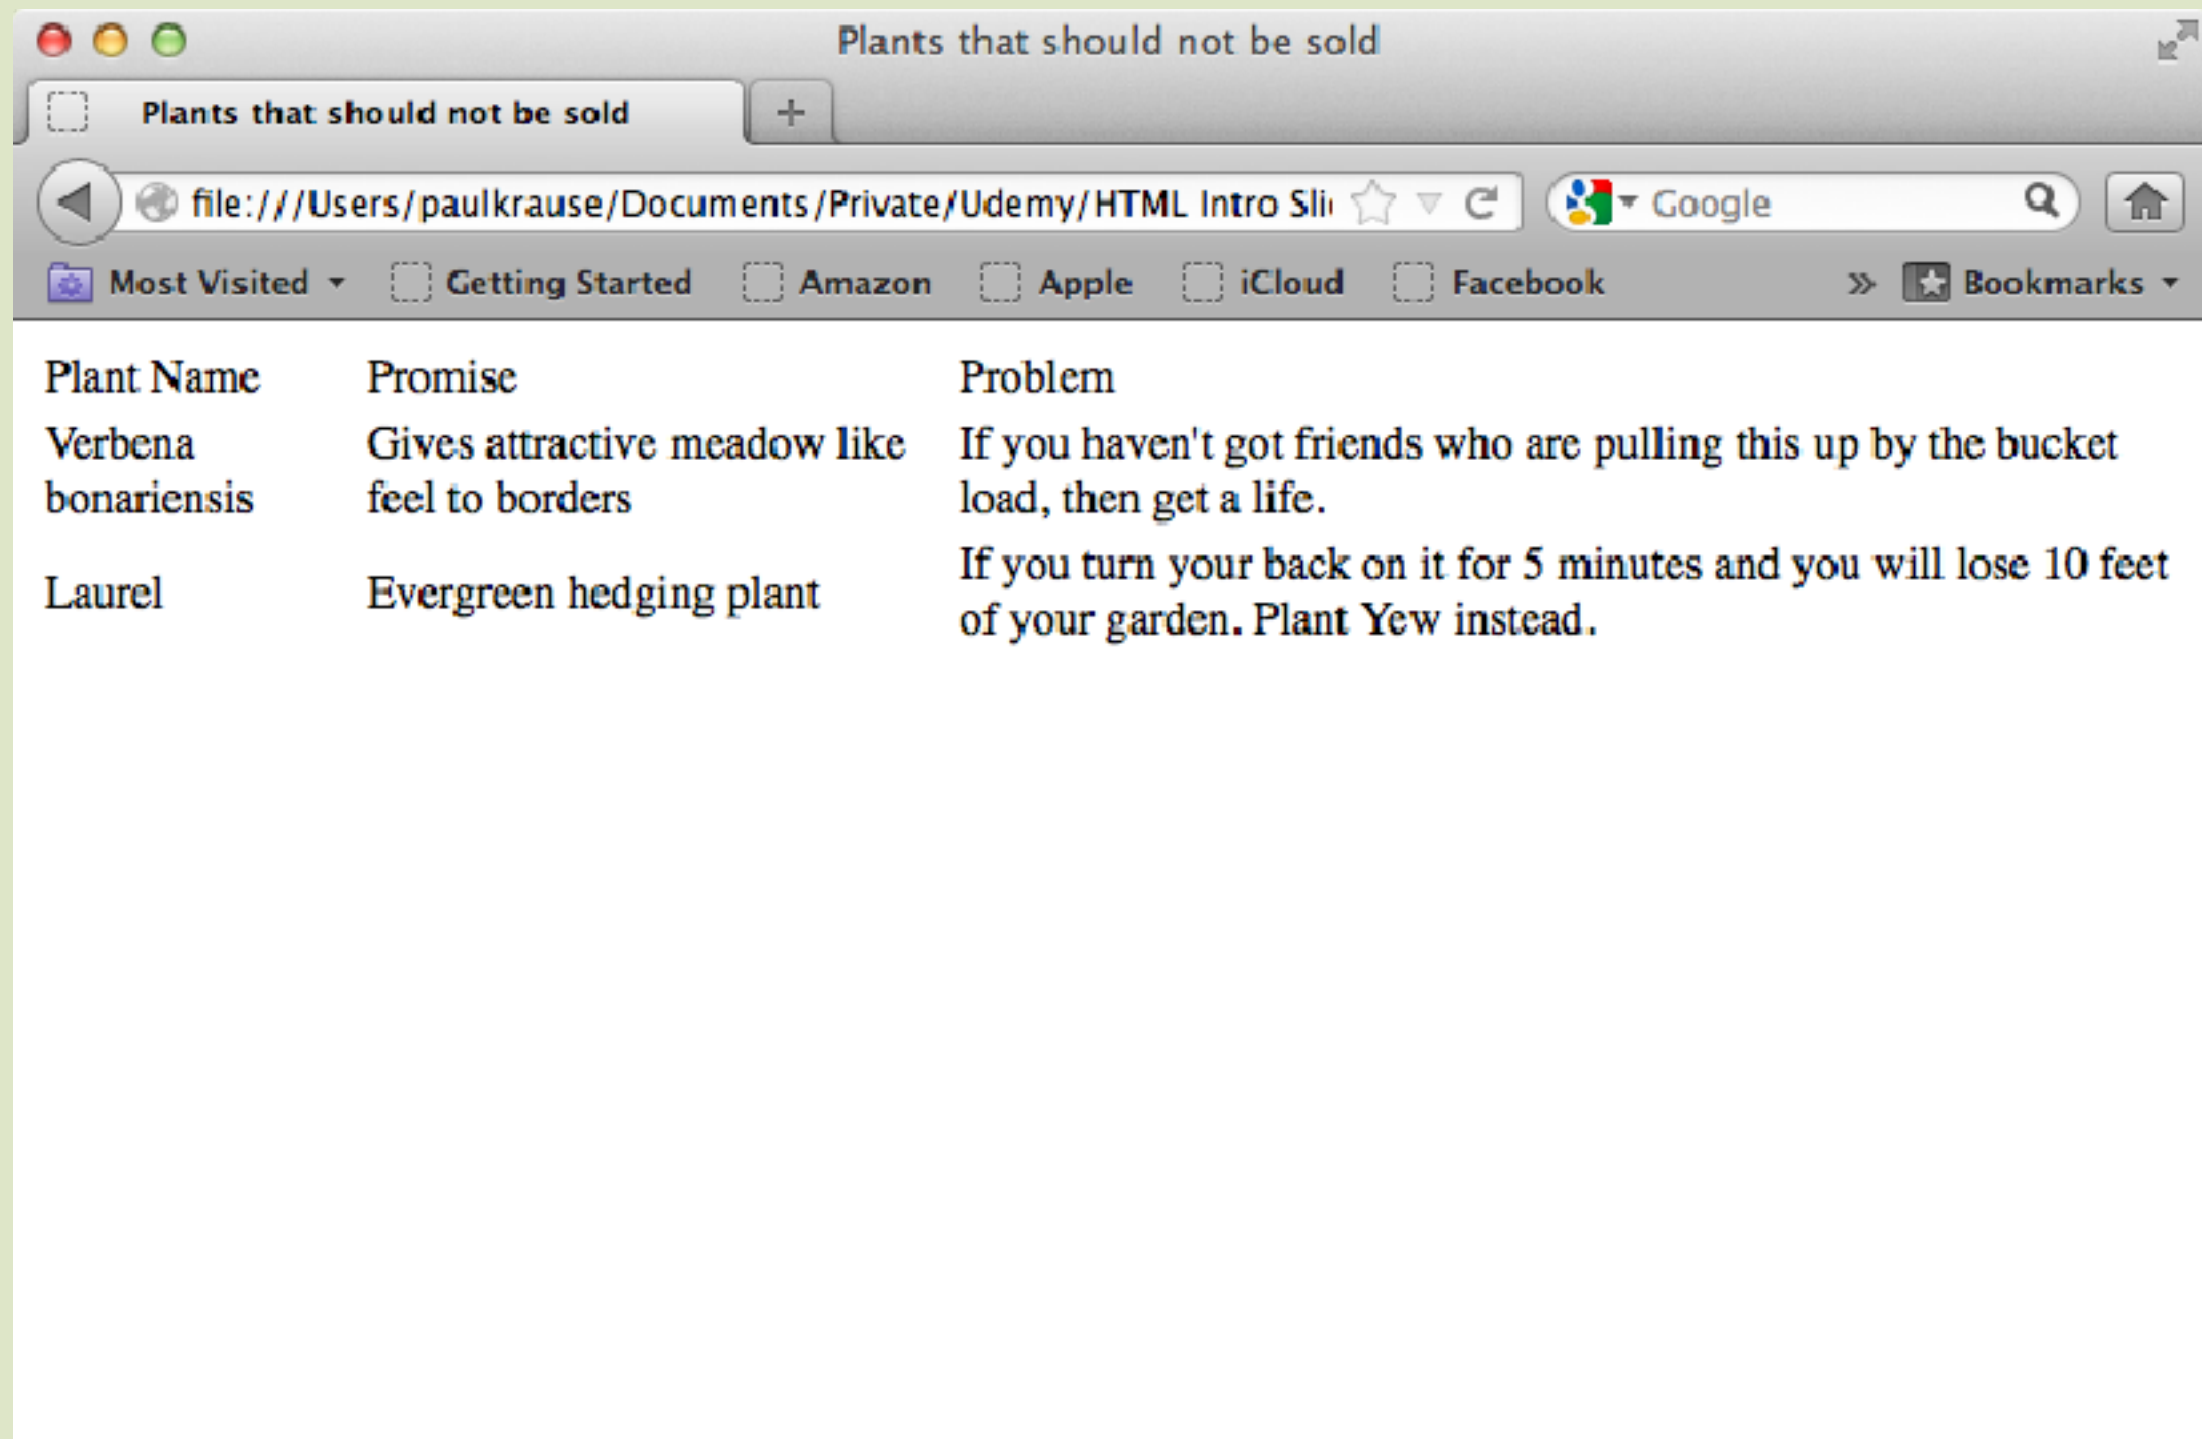 Plants that should not be sold
Plants that should not be sold
file:///Users/paulkrause/Documents/Private/Udemy/HTML Intro Sli
Google
Most Visited Getting Started Amazon Apple iCloud Facebook » Bookmarks
Plant Name Promise Problem
Verbena Gives attractive meadow like If you haven't got friends who are pulling this up by the bucket
bonariensis feel to borders load, then get a life.
If you turn your back on it for 5 minutes and you will lose 10 feet
Laurel Evergreen hedging plant
of your garden. Plant Yew instead.